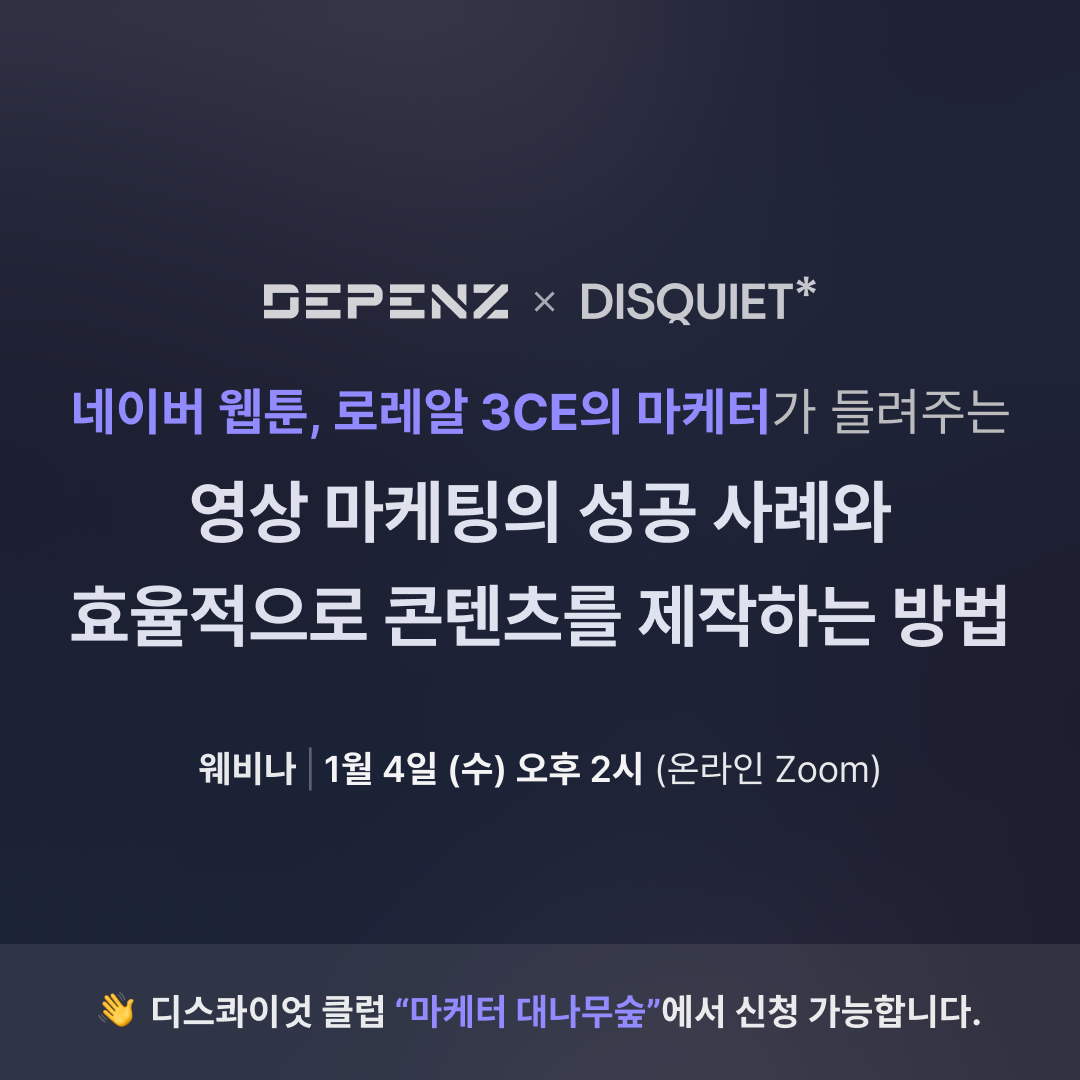 DEPENZ × DISQUIET*
네이버 웹툰, 로레알 3CE의 마케터가 들려주는
영상 마케팅의 성공 사례와
효율적으로 콘텐츠를 제작하는 방법
웨비나 | 1월 4일 (수) 오후 2시 (온라인 Zoom)
👋 디스콰이엇 클럽 “마케터 대나무숲”에서 신청 가능합니다.